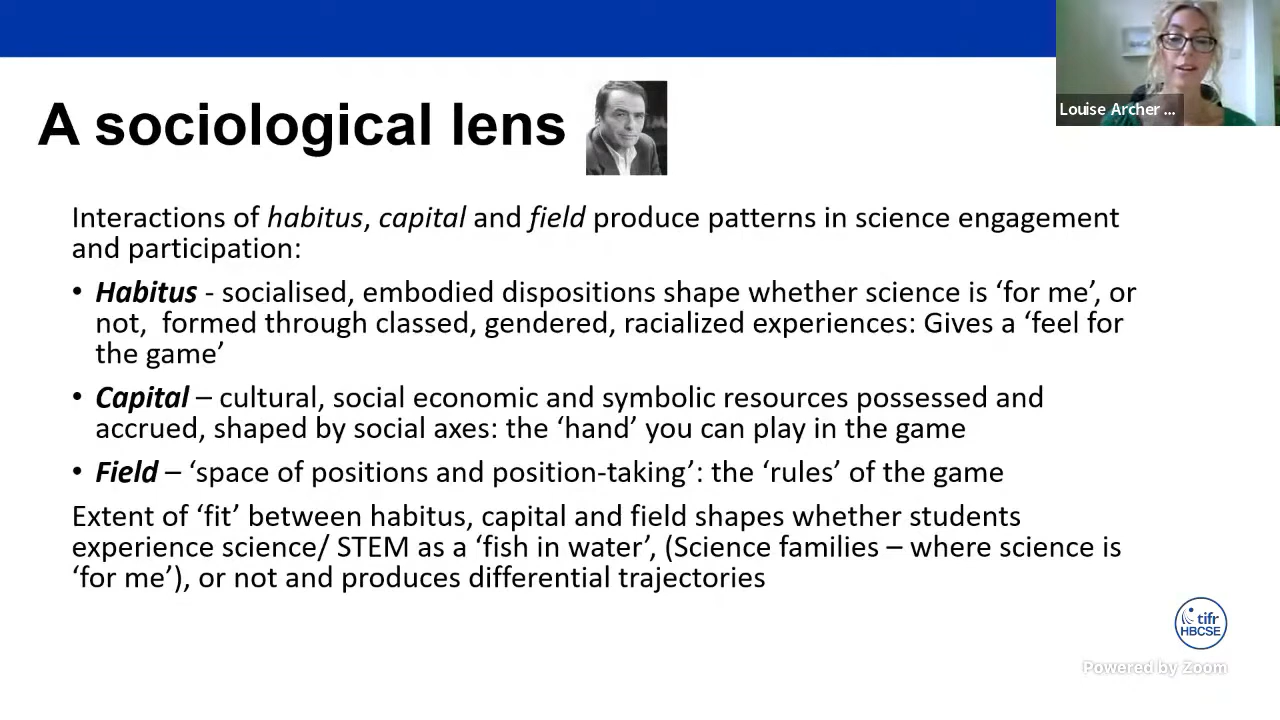 Louise Archer ...
A sociological lens
Interactions of habitus, capital and field produce patterns in science engagement
and participation:
• Habitus - socialised, embodied dispositions shape whether science is ‘for me’, or
not,  formed through classed, gendered, racialized experiences: Gives a ‘feel for
the game’
• Capital – cultural, social economic and symbolic resources possessed and
accrued, shaped by social axes: the ‘hand’ you can play in the game
• Field – ‘space of positions and position-taking’: the ‘rules’ of the game
Extent of ‘fit’ between habitus, capital and field shapes whether students
experience science/ STEM as a ‘fish in water’, (Science families – where science is
‘for me’), or not and produces differential trajectories
tifr
HBCSE
Powered by Zoom